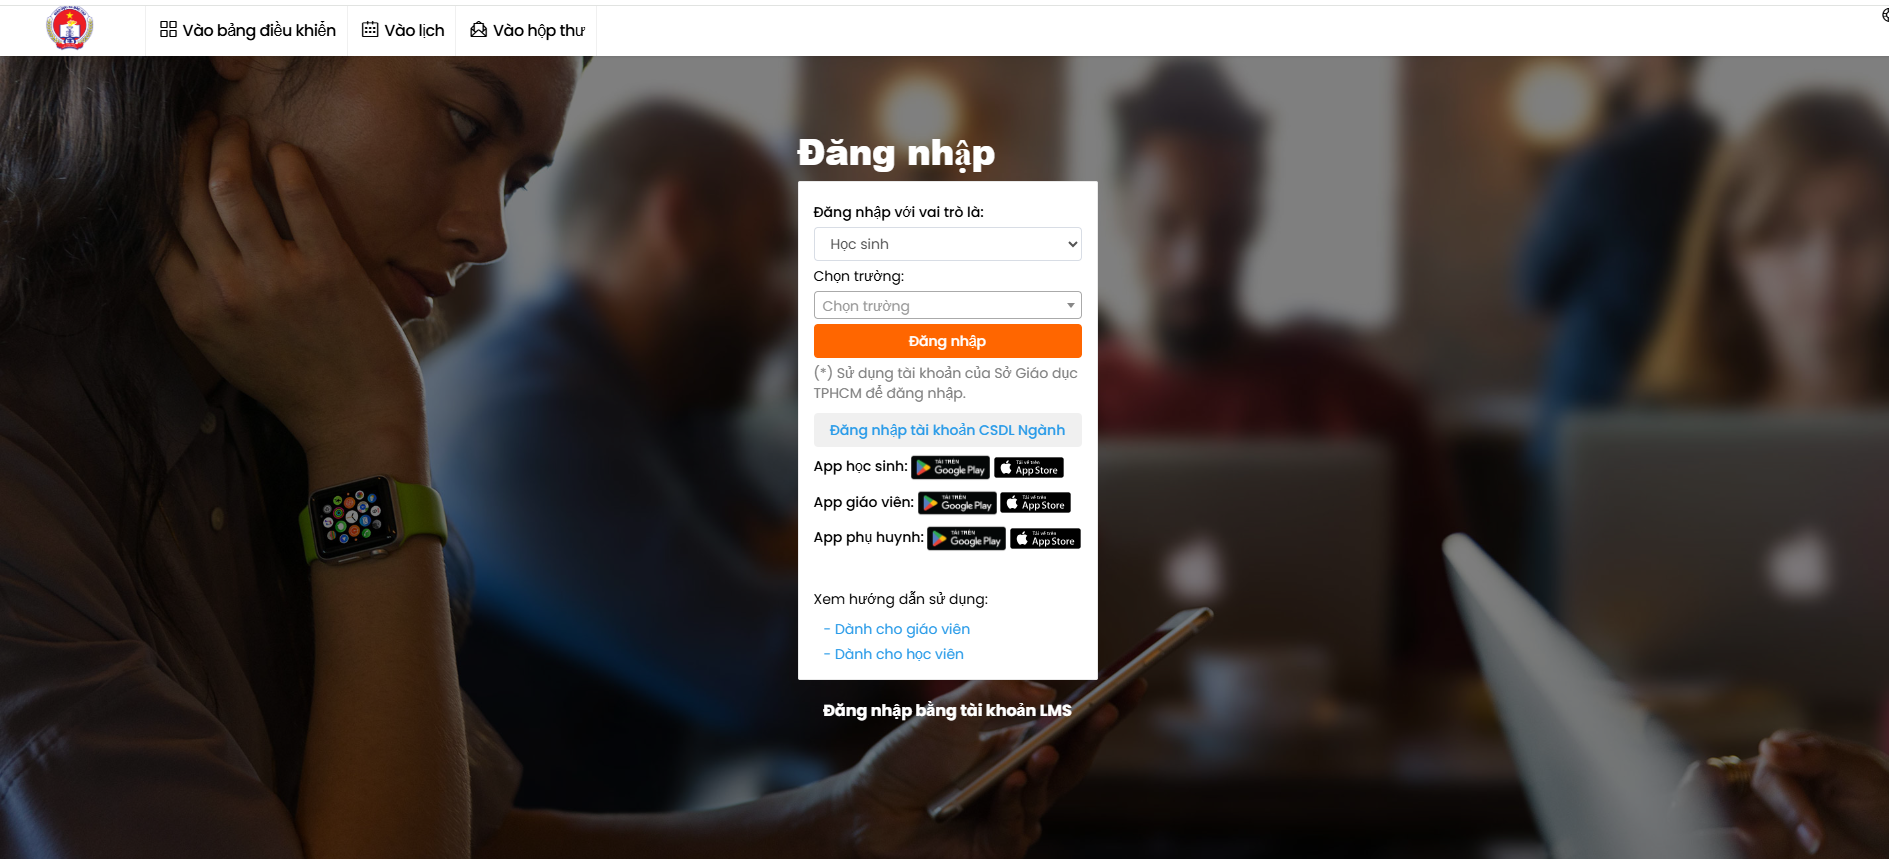 Vào bảng điều khiển
Vào lịch
Vào hộp thư
Đăng nhập
Đăng nhập với vai trò là:
Học sinh
Chọn trường:
Chọn trường
Đăng nhập
(*) Sử dụng tài khoản của Sở Giáo dục
TPHCM để đăng nhập.
Đăng nhập tài khoản CSDL Ngành
App học sinh: TẢI TRÊN Google Play Tải về trên App Store
App giáo viên: TẢI TRÊN Google Play Tải về trên App Store
App phụ huynh: TẢI TRÊN Google Play Tải về trên App Store
Xem hướng dẫn sử dụng:
- Dành cho giáo viên
- Dành cho học viên
Đăng nhập bằng tài khoản LMS